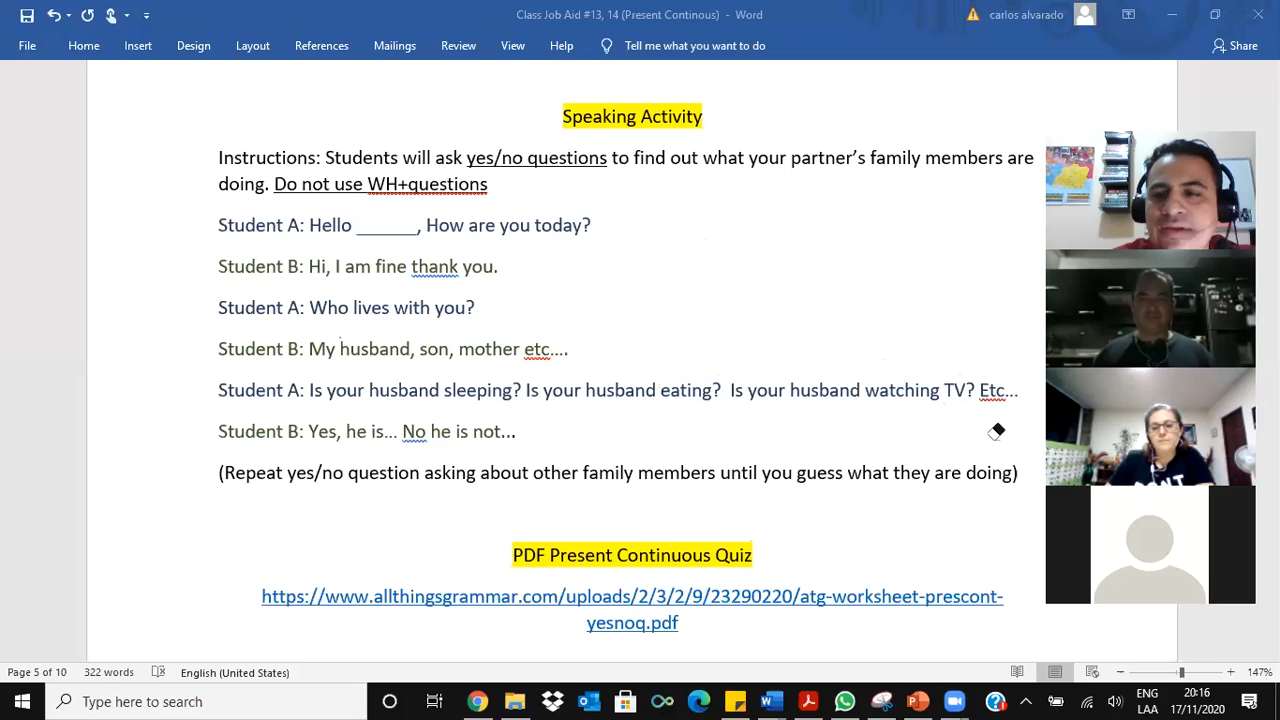 Class Job Aid #13, 14 (Present Continous) - Word
carlos alvarado
File Home Insert Design Layout References Mailings Review View Help Tell me what you want to do Share
Speaking Activity
Instructions: Students will ask yes/no questions to find out what your partner's family members are
doing. Do not use WH+questions
Student A: Hello ______, How are you today?
Student B: Hi, I am fine thank you.
Student A: Who lives with you?
Student B: My husband, son, mother etc....
Student A: Is your husband sleeping? Is your husband eating?  Is your husband watching TV? Etc...
Student B: Yes, he is... No he is not...
(Repeat yes/no question asking about other family members until you guess what they are doing)
PDF Present Continuous Quiz
https://www.allthingsgrammar.com/uploads/2/3/2/9/23290220/atg-worksheet-prescont-
yesnoq.pdf
Page 5 of 10 322 words English (United States) 147%
Type here to search
ENG 20:16
LAA 17/11/2020